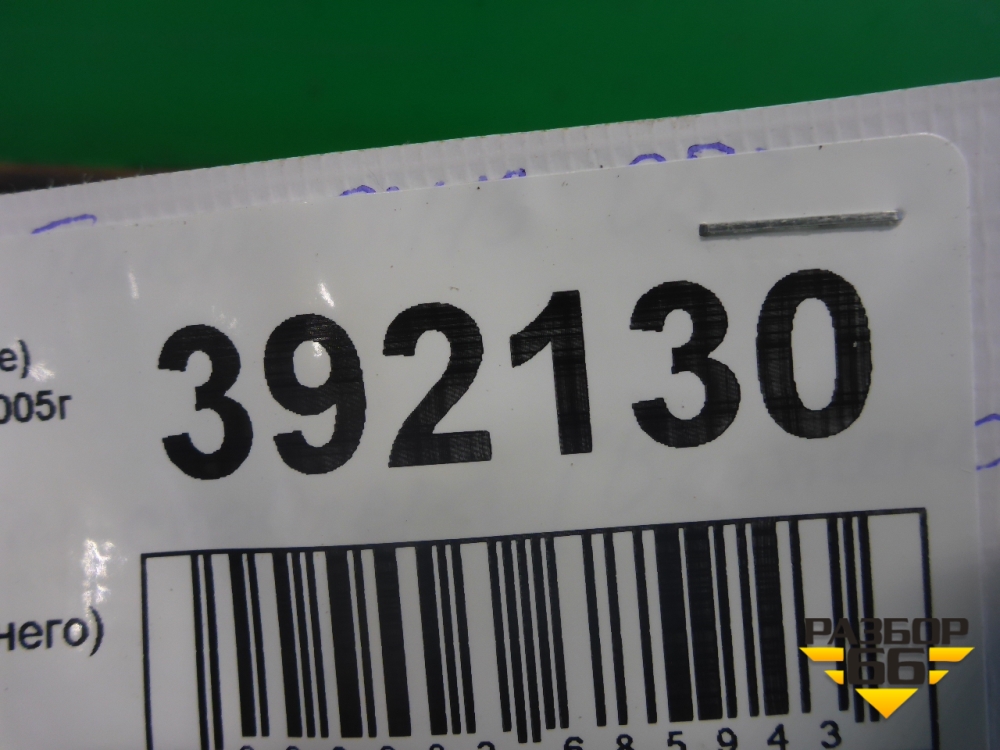 392130
е)
005г
него)
685943
РАЗБОР
66